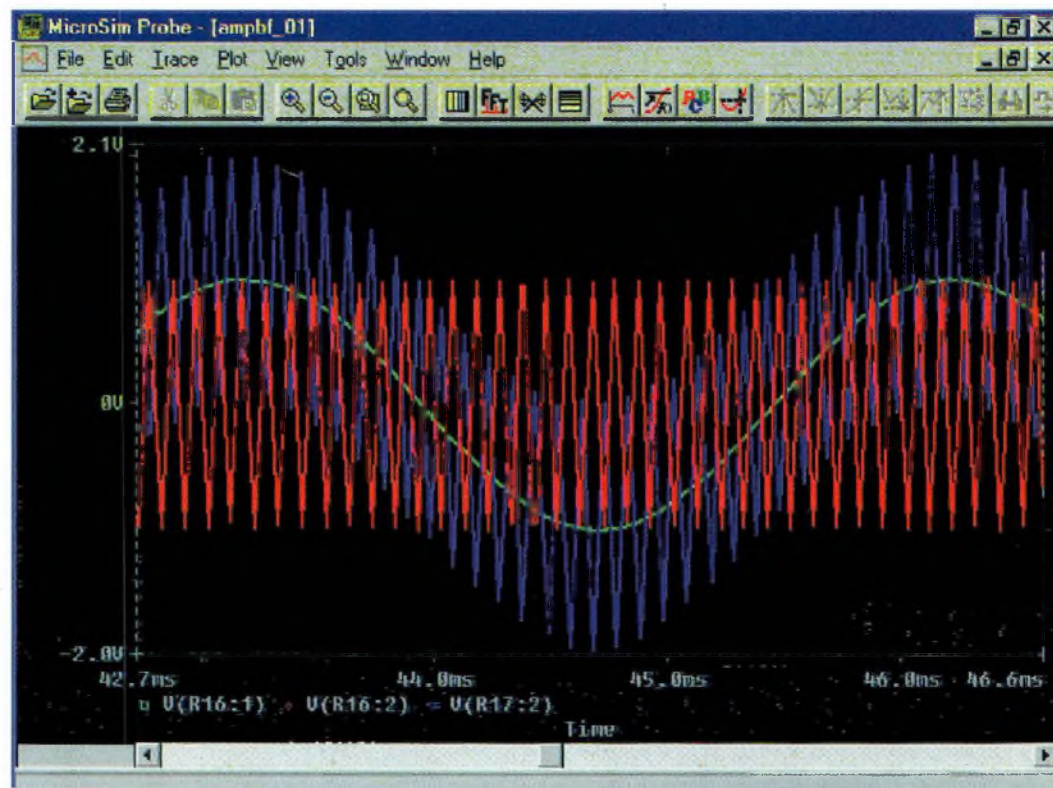 MicroSim Probe - [ampbf_01]
File Edit Trace Plot View Tools Window Help
FFT
2.1V
0V
-2.0V
42.7ms 44.0ms 45.0ms 46.0ms 46.6ms
V(R16:1) V(R16:2) V(R17:2)
Time